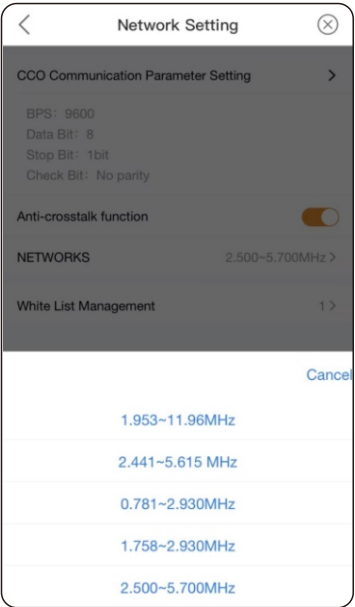 Network Setting
CCO Communication Parameter Setting
BPS: 9600
Data Bit: 8
Stop Bit: 1bit
Check Bit: No parity
Anti-crosstalk function
NETWORKS 2.500~5.700MHz
White List Management 1
Cancel
1.953~11.96MHz
2.441~5.615 MHz
0.781~2.930MHz
1.758~2.930MHz
2.500~5.700MHz